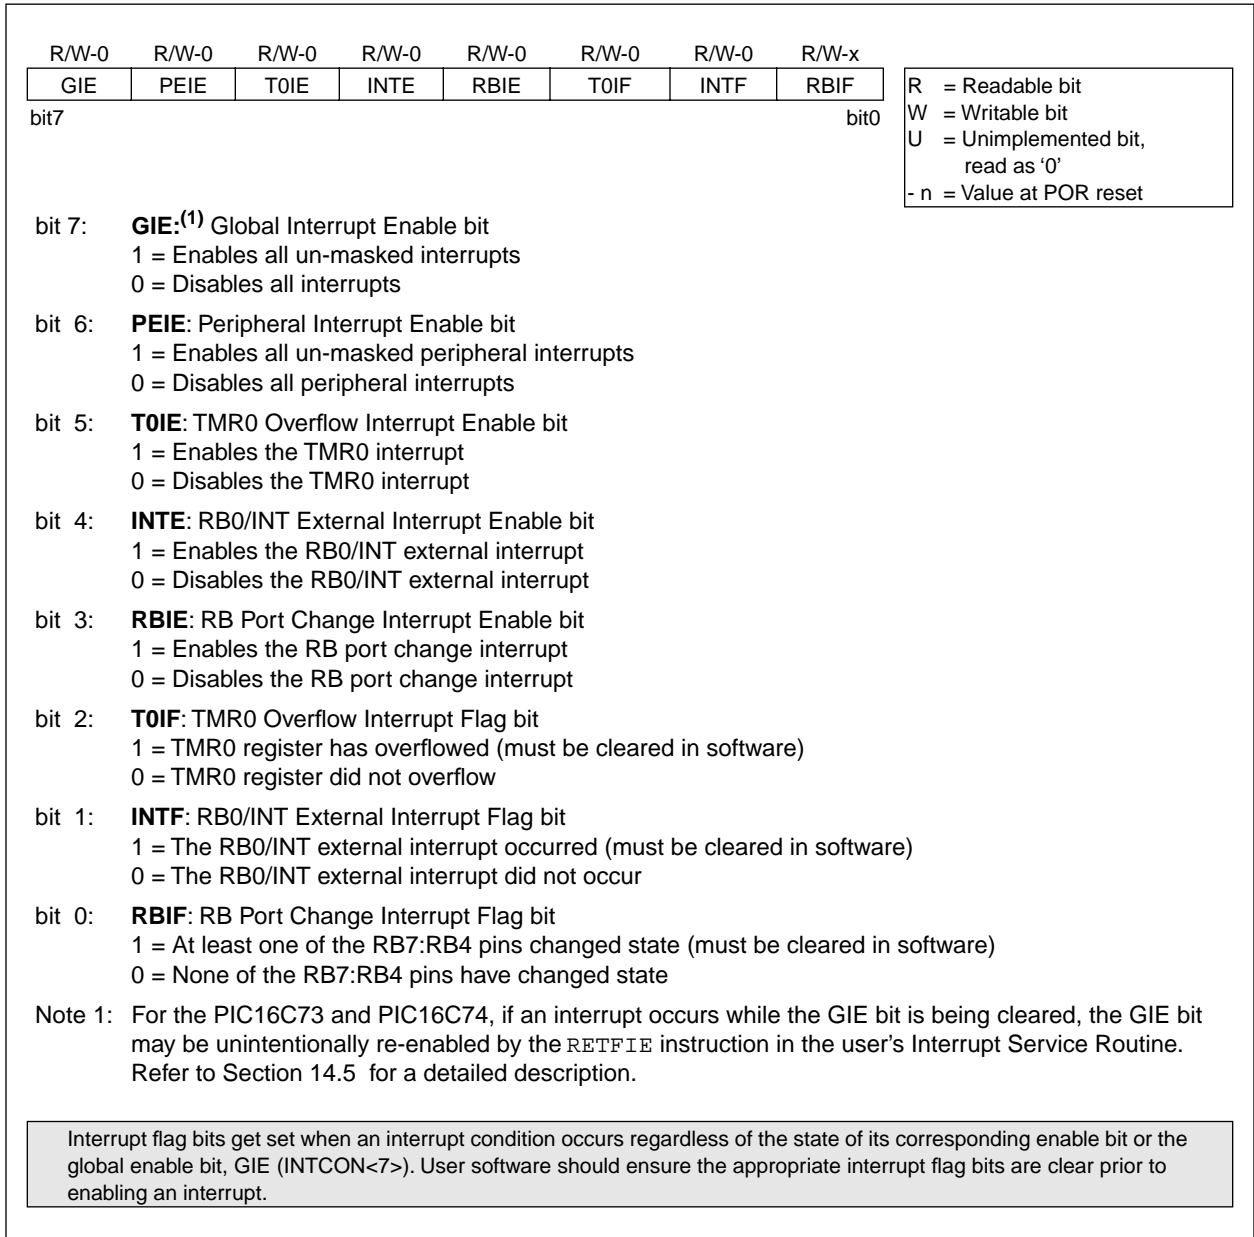 R/W-0 R/W-0 R/W-0 R/W-0 R/W-0 R/W-0 R/W-0 R/W-x
GIE PEIE T0IE INTE RBIE T0IF INTF RBIF
bit7 bit0
R = Readable bit
W = Writable bit
U = Unimplemented bit,
read as ‘0’
- n = Value at POR reset
bit 7: GIE:(1) Global Interrupt Enable bit
1 = Enables all un-masked interrupts
0 = Disables all interrupts
bit 6: PEIE: Peripheral Interrupt Enable bit
1 = Enables all un-masked peripheral interrupts
0 = Disables all peripheral interrupts
bit 5: T0IE: TMR0 Overflow Interrupt Enable bit
1 = Enables the TMR0 interrupt
0 = Disables the TMR0 interrupt
bit 4: INTE: RB0/INT External Interrupt Enable bit
1 = Enables the RB0/INT external interrupt
0 = Disables the RB0/INT external interrupt
bit 3: RBIE: RB Port Change Interrupt Enable bit
1 = Enables the RB port change interrupt
0 = Disables the RB port change interrupt
bit 2: T0IF: TMR0 Overflow Interrupt Flag bit
1 = TMR0 register has overflowed (must be cleared in software)
0 = TMR0 register did not overflow
bit 1: INTF: RB0/INT External Interrupt Flag bit
1 = The RB0/INT external interrupt occurred (must be cleared in software)
0 = The RB0/INT external interrupt did not occur
bit 0: RBIF: RB Port Change Interrupt Flag bit
1 = At least one of the RB7:RB4 pins changed state (must be cleared in software)
0 = None of the RB7:RB4 pins have changed state
Note 1: For the PIC16C73 and PIC16C74, if an interrupt occurs while the GIE bit is being cleared, the GIE bit
may be unintentionally re-enabled by the RETFIE instruction in the user’s Interrupt Service Routine.
Refer to Section 14.5 for a detailed description.
Interrupt flag bits get set when an interrupt condition occurs regardless of the state of its corresponding enable bit or the
global enable bit, GIE (INTCON<7>). User software should ensure the appropriate interrupt flag bits are clear prior to
enabling an interrupt.